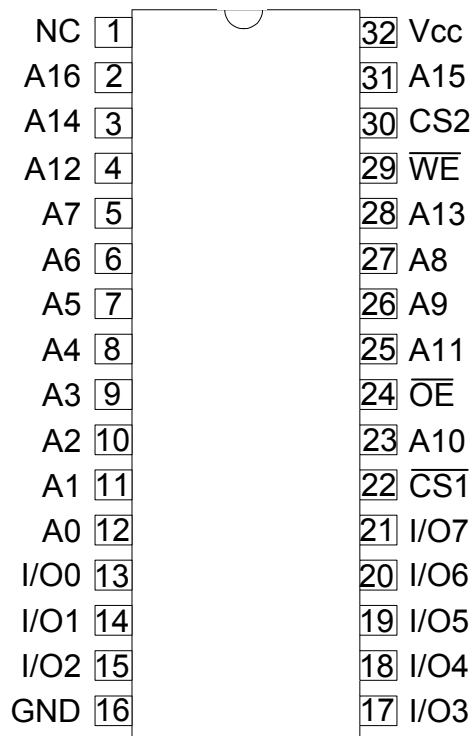 NC 1 32 Vcc
A16 2 31 A15
A14 3 30 CS2
A12 4 29 W̅E̅
A7 5 28 A13
A6 6 27 A8
A5 7 26 A9
A4 8 25 A11
A3 9 24 O̅E̅
A2 10 23 A10
A1 11 22 C̅S̅1̅
A0 12 21 I/O7
I/O0 13 20 I/O6
I/O1 14 19 I/O5
I/O2 15 18 I/O4
GND 16 17 I/O3